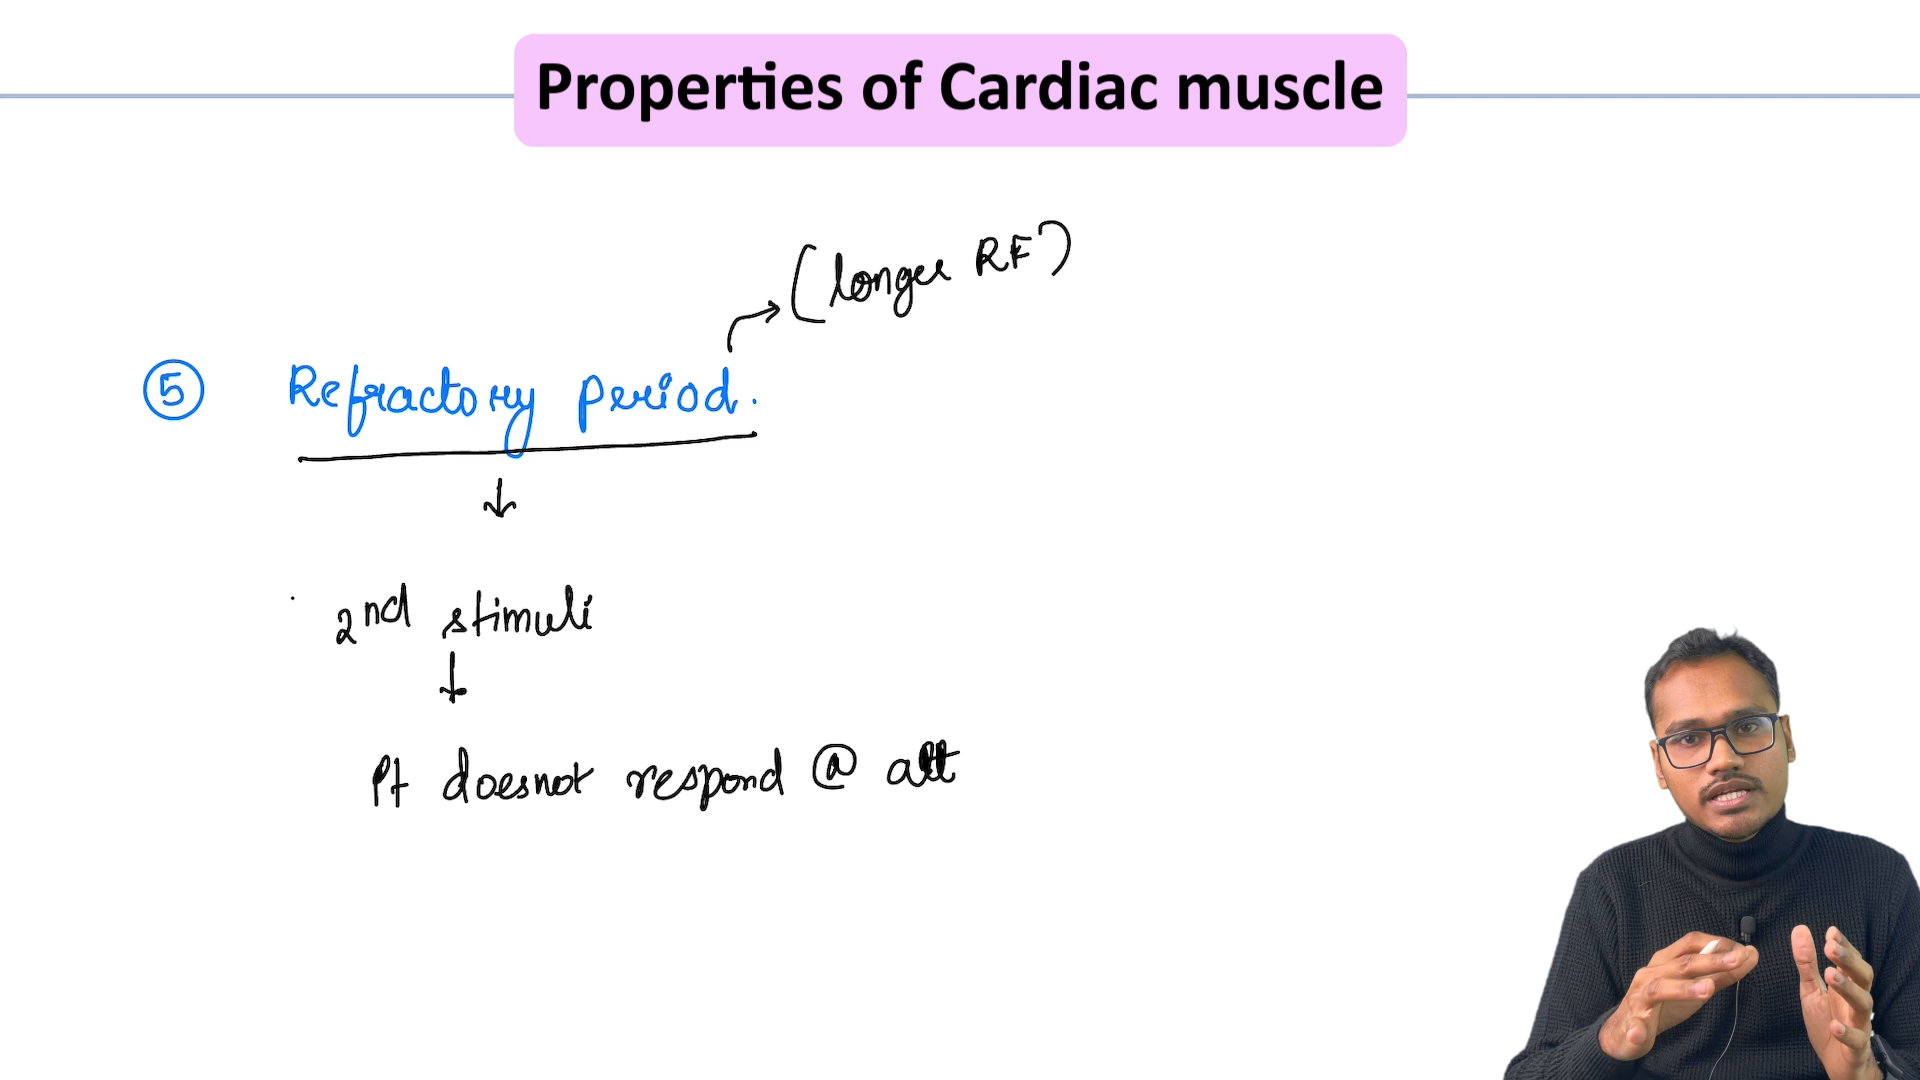 Properties of Cardiac muscle
(longer RF)
5 Refractory period.
2nd stimuli
It doesnot respond @ all